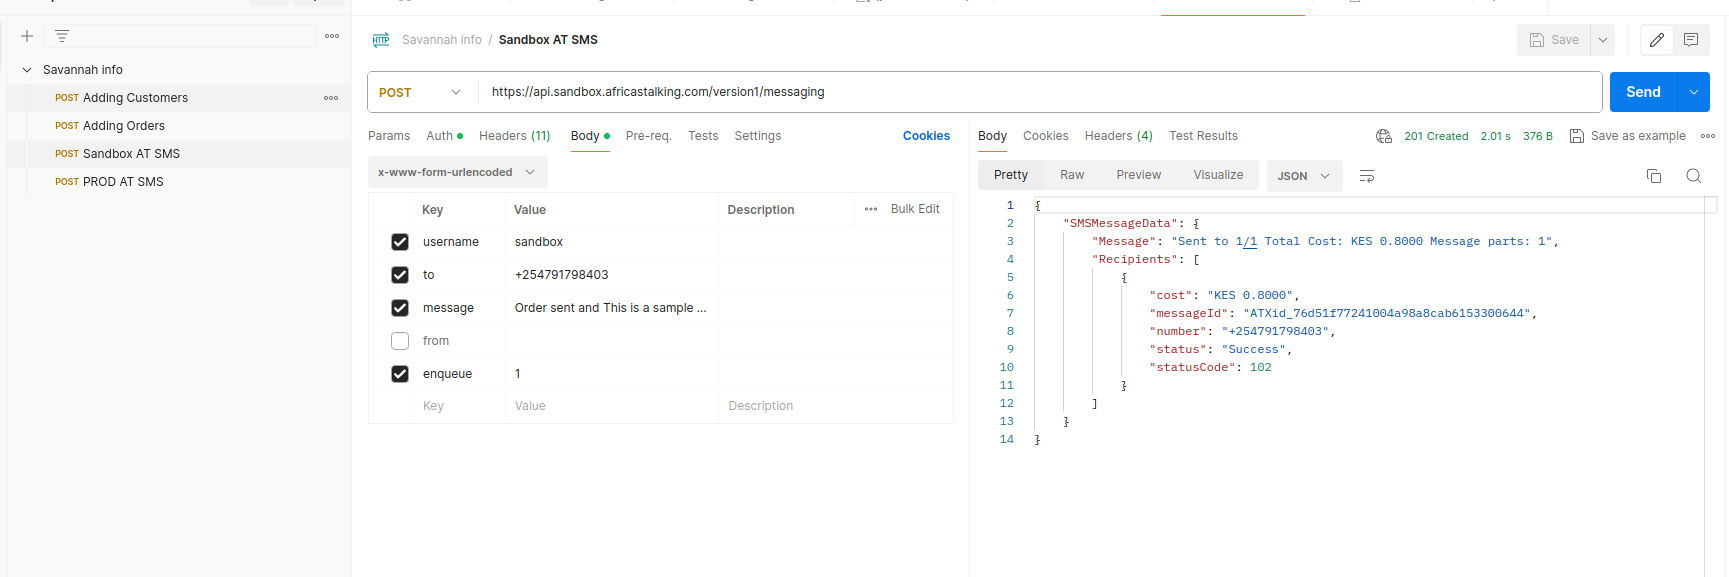 Savannah info
POST Adding Customers
POST Adding Orders
POST Sandbox AT SMS
POST PROD AT SMS
HTTP Savannah info / Sandbox AT SMS
Save
POST https://api.sandbox.africastalking.com/version1/messaging
Send
Params Auth Headers (11) Body Pre-req. Tests Settings Cookies
x-www-form-urlencoded
Key Value Description Bulk Edit
username sandbox
to +254791798403
message Order sent and This is a sample ...
from
enqueue 1
Key Value Description
Body Cookies Headers (4) Test Results 201 Created 2.01 s 376 B Save as example
Pretty Raw Preview Visualize JSON
1 {
2 "SMSMessageData": {
3 "Message": "Sent to 1/1 Total Cost: KES 0.8000 Message parts: 1",
4 "Recipients": [
5 {
6 "cost": "KES 0.8000",
7 "messageId": "ATXid_76d51f77241004a98a8cab6153300644",
8 "number": "+254791798403",
9 "status": "Success",
10 "statusCode": 102
11 }
12 ]
13 }
14 }